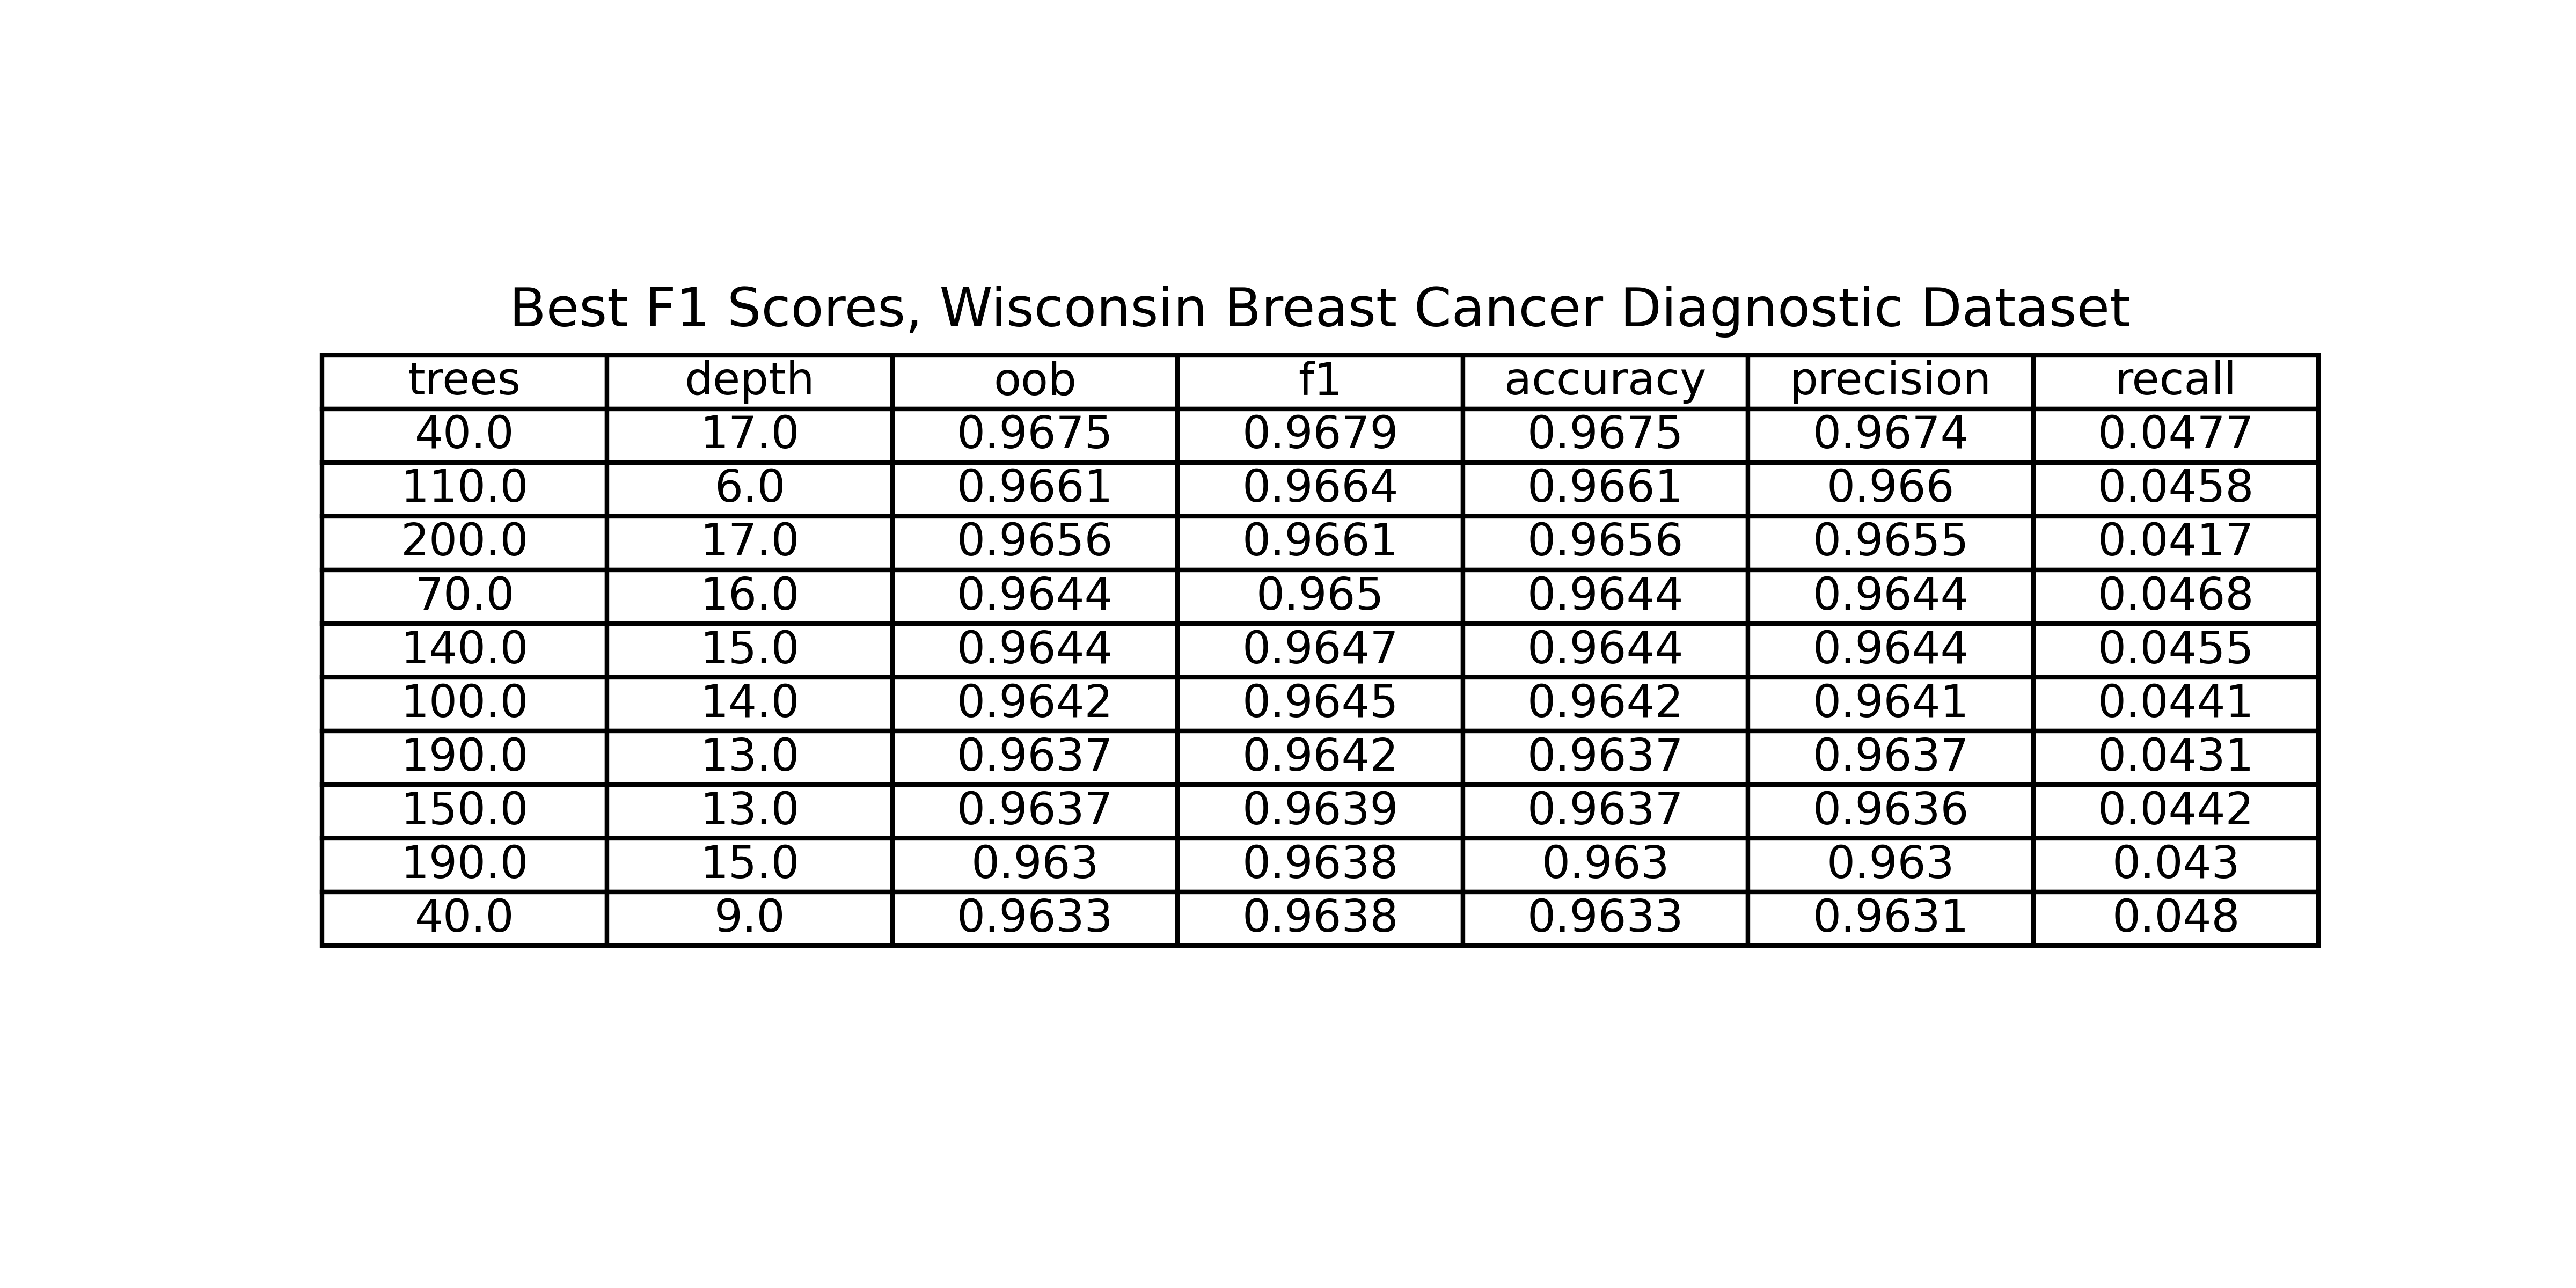 Best F1 Scores, Wisconsin Breast Cancer Diagnostic Dataset
trees depth oob f1 accuracy precision recall
40.0 17.0 0.9675 0.9679 0.9675 0.9674 0.0477
110.0 6.0 0.9661 0.9664 0.9661 0.966 0.0458
200.0 17.0 0.9656 0.9661 0.9656 0.9655 0.0417
70.0 16.0 0.9644 0.965 0.9644 0.9644 0.0468
140.0 15.0 0.9644 0.9647 0.9644 0.9644 0.0455
100.0 14.0 0.9642 0.9645 0.9642 0.9641 0.0441
190.0 13.0 0.9637 0.9642 0.9637 0.9637 0.0431
150.0 13.0 0.9637 0.9639 0.9637 0.9636 0.0442
190.0 15.0 0.963 0.9638 0.963 0.963 0.043
40.0 9.0 0.9633 0.9638 0.9633 0.9631 0.048